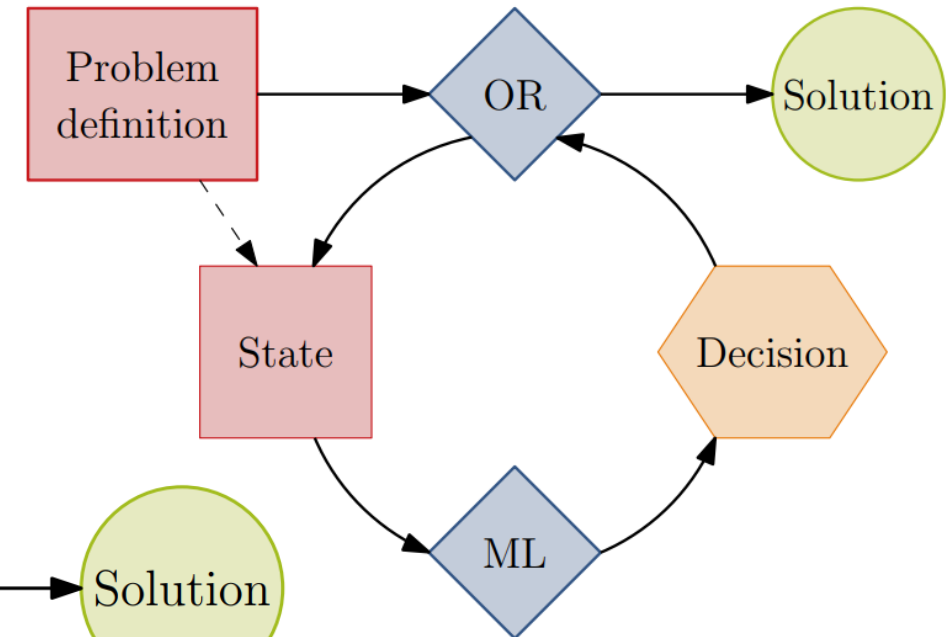 Problem
definition
OR
Solution
State
Decision
ML
Solution